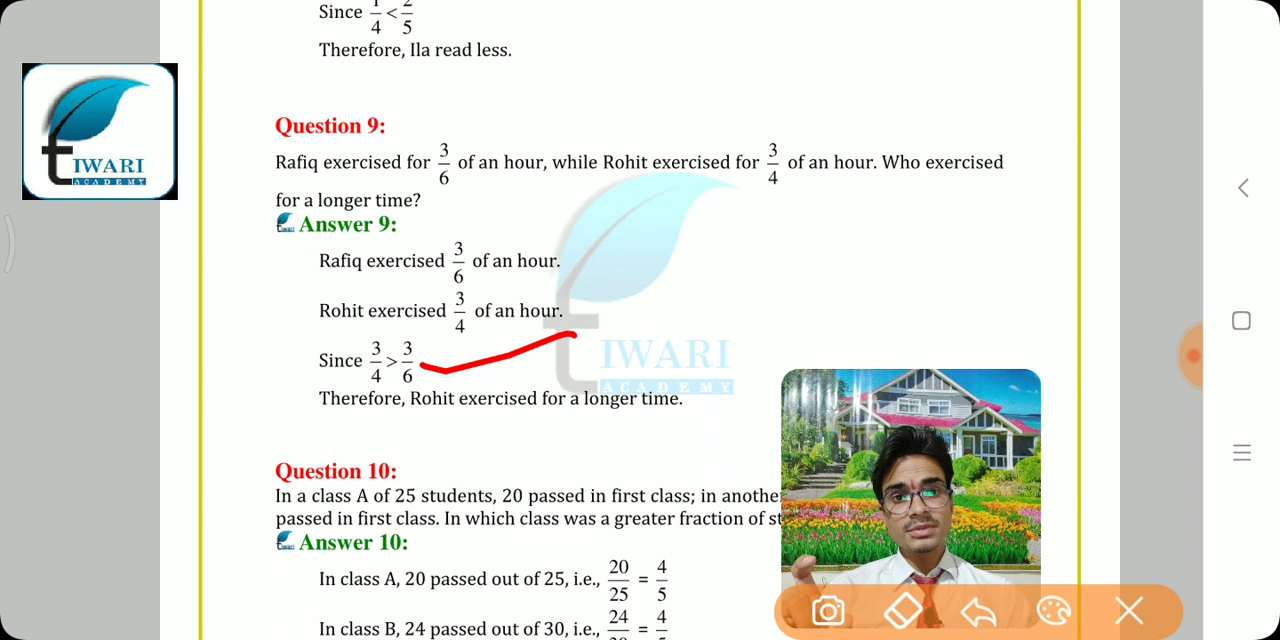 Since 1/4 < 2/5
Therefore, Ila read less.
tIWARI
ACADEMY
Question 9:
Rafiq exercised for 3/6 of an hour, while Rohit exercised for 3/4 of an hour. Who exercised
for a longer time?
Answer 9:
Rafiq exercised 3/6 of an hour.
Rohit exercised 3/4 of an hour.
Since 3/4 > 3/6
tIWARI
ACADEMY
Therefore, Rohit exercised for a longer time.
Question 10:
In a class A of 25 students, 20 passed in first class; in
passed in first class. In which class was a greater fraction of
Answer 10:
In class A, 20 passed out of 25, i.e., 20/25 = 4/5
In class B, 24 passed out of 30, i.e., 24/30 = 4/5